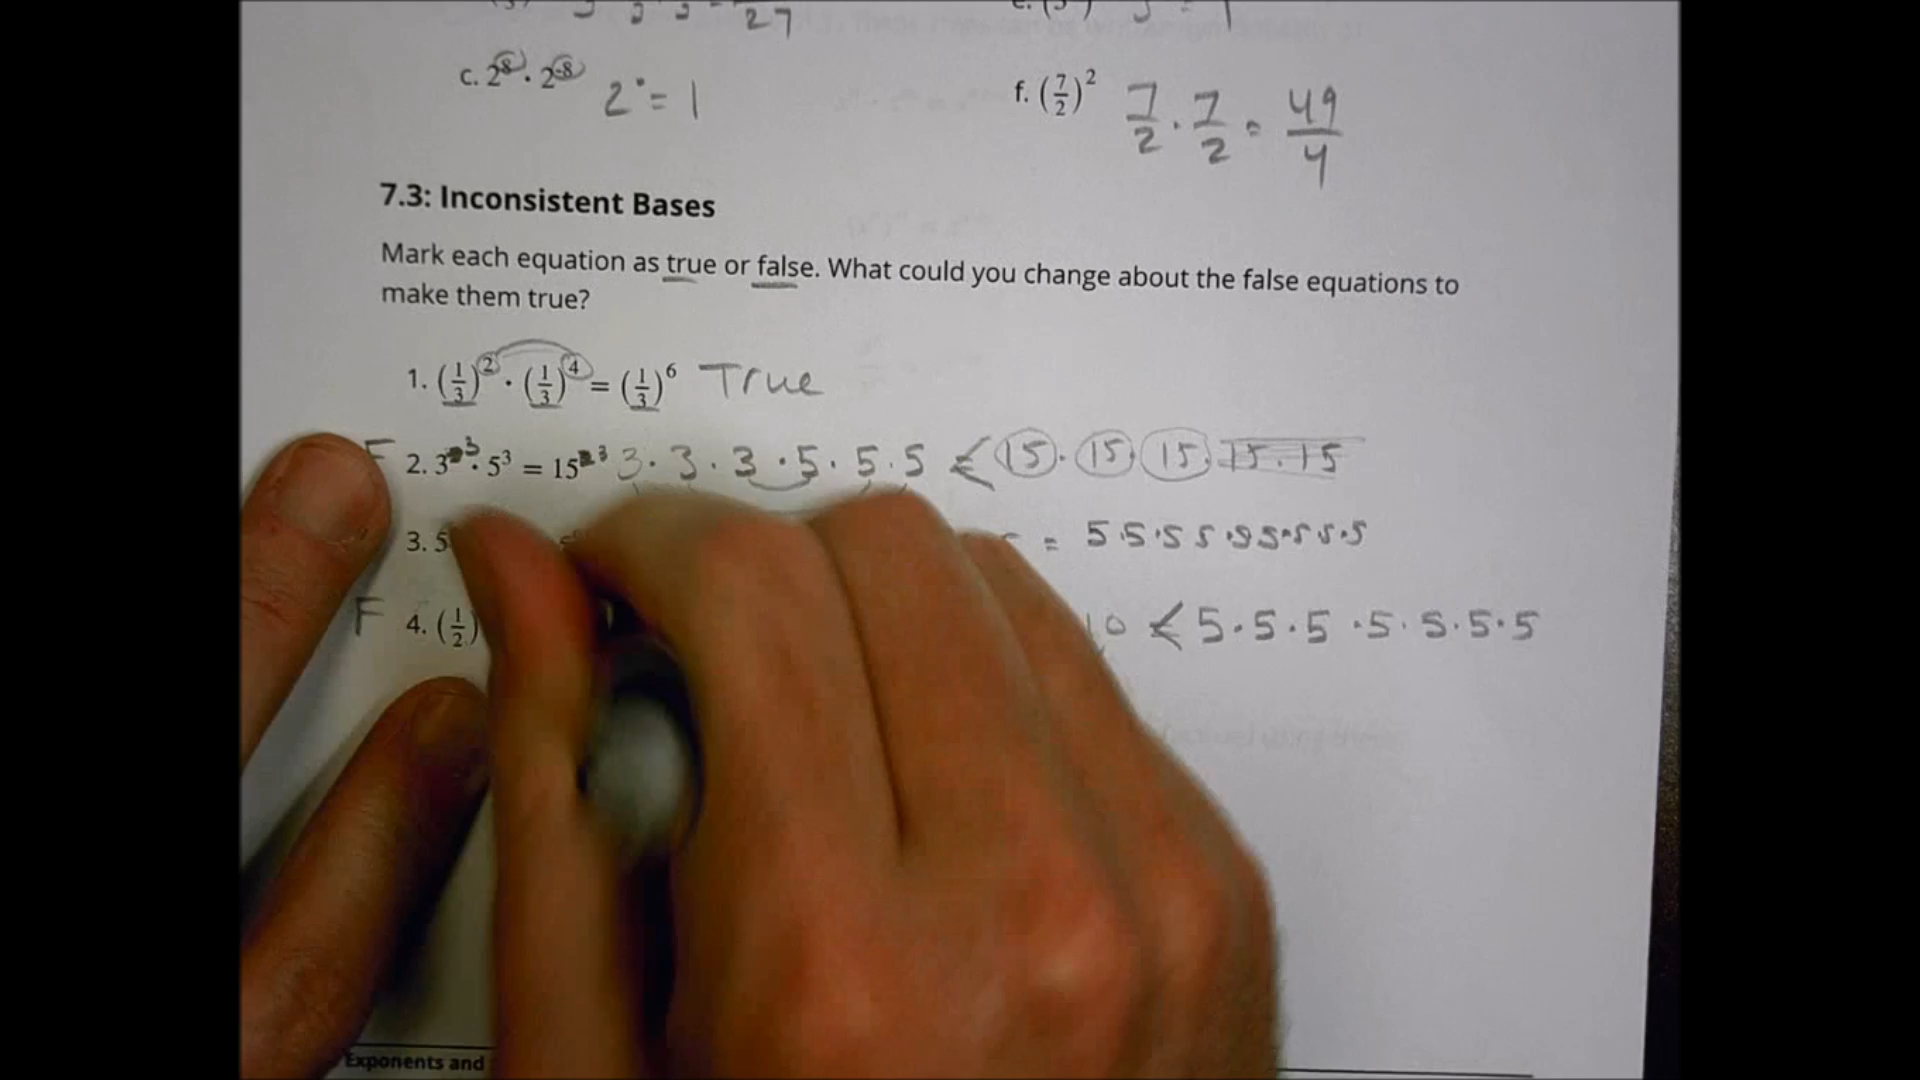 27
c. 2⁸ · 2⁻⁸ 2° = 1
f. (7/2)² 7/2 · 7/2 = 49/4
7.3: Inconsistent Bases
Mark each equation as true or false. What could you change about the false equations to
make them true?
1. (1/3)² · (1/3)⁴ = (1/3)⁶ True
F 2. 3³ · 5³ = 15³ 3 · 3 · 3 · 5 · 5 · 5 < 15 · 15 · 15 · 15 · 15
3. 5 = 5·5·5 5·5 5·5 5·5
F 4. (1/2) 10 < 5 · 5 · 5 · 5 · 5 · 5 · 5
Exponents and